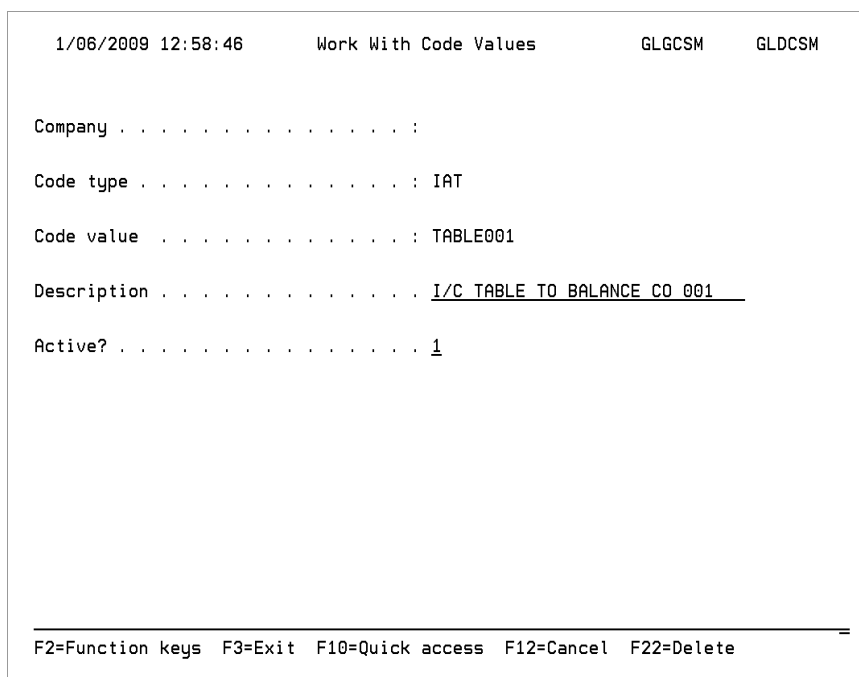 1/06/2009 12:58:46 Work With Code Values GLGCSM GLDCSM
Company . . . . . . . . . . . . . . :
Code type . . . . . . . . . . . . . : IAT
Code value . . . . . . . . . . . . : TABLE001
Description . . . . . . . . . . . . . I/C TABLE TO BALANCE CO 001
Active? . . . . . . . . . . . . . . . 1
F2=Function keys F3=Exit F10=Quick access F12=Cancel F22=Delete